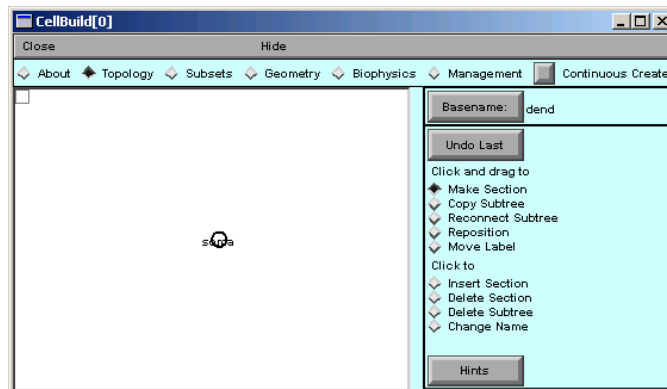 CellBuild[0]
Close Hide
About Topology Subsets Geometry Biophysics Management Continuous Create
Basename: dend
Undo Last
Click and drag to
Make Section
Copy Subtree
Reconnect Subtree
Reposition
Move Label
soma
Click to
Insert Section
Delete Section
Delete Subtree
Change Name
Hints